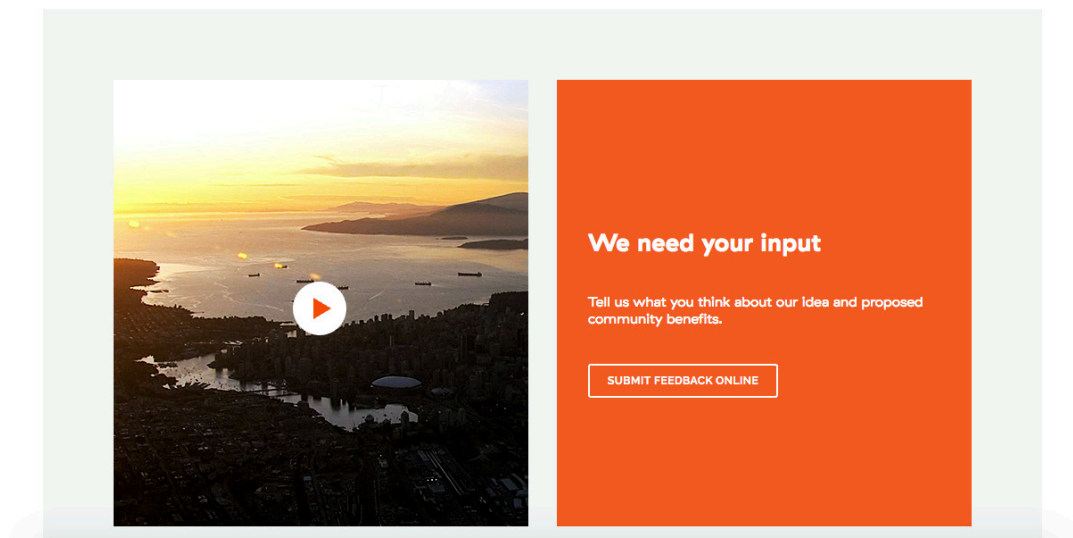 We need your input
Tell us what you think about our idea and proposed
community benefits.
SUBMIT FEEDBACK ONLINE